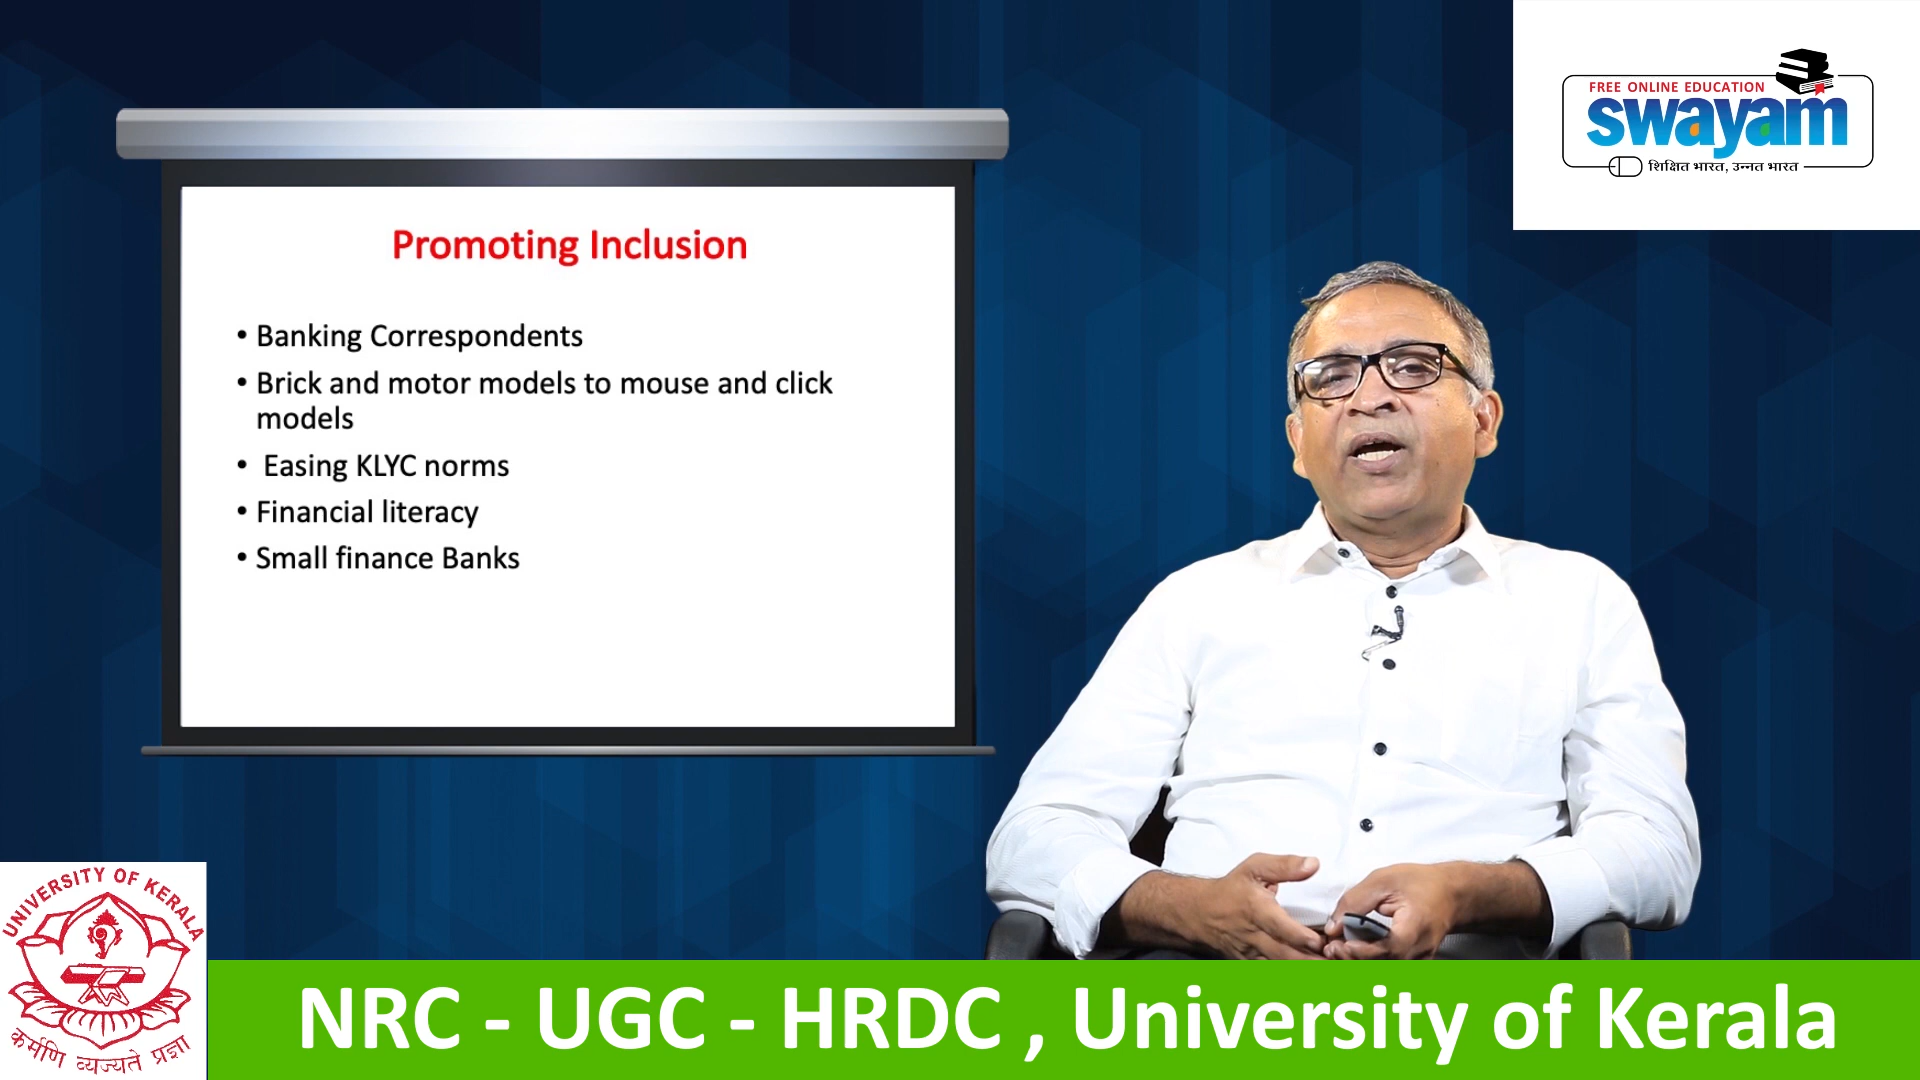 FREE ONLINE EDUCATION
swayam
शिक्षित भारत, उन्नत भारत
Promoting Inclusion
• Banking Correspondents
• Brick and motor models to mouse and click
models
• Easing KLYC norms
• Financial literacy
• Small finance Banks
UNIVERSITY OF KERALA
कर्मणि व्यज्यते प्रज्ञा
NRC - UGC - HRDC , University of Kerala